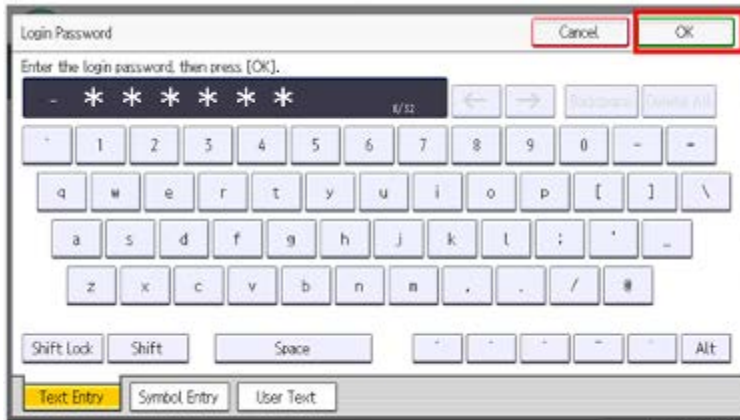 Login Password Cancel OK
Enter the login password, then press [OK].
- * * * * * * 0/32 ← → Backspace Delete All
` 1 2 3 4 5 6 7 8 9 0 - =
q w e r t y u i o p [ ] \
a s d f g h j k l ; ' _
z x c v b n m , . / @
Shift Lock Shift Space Alt
Text Entry Symbol Entry User Text